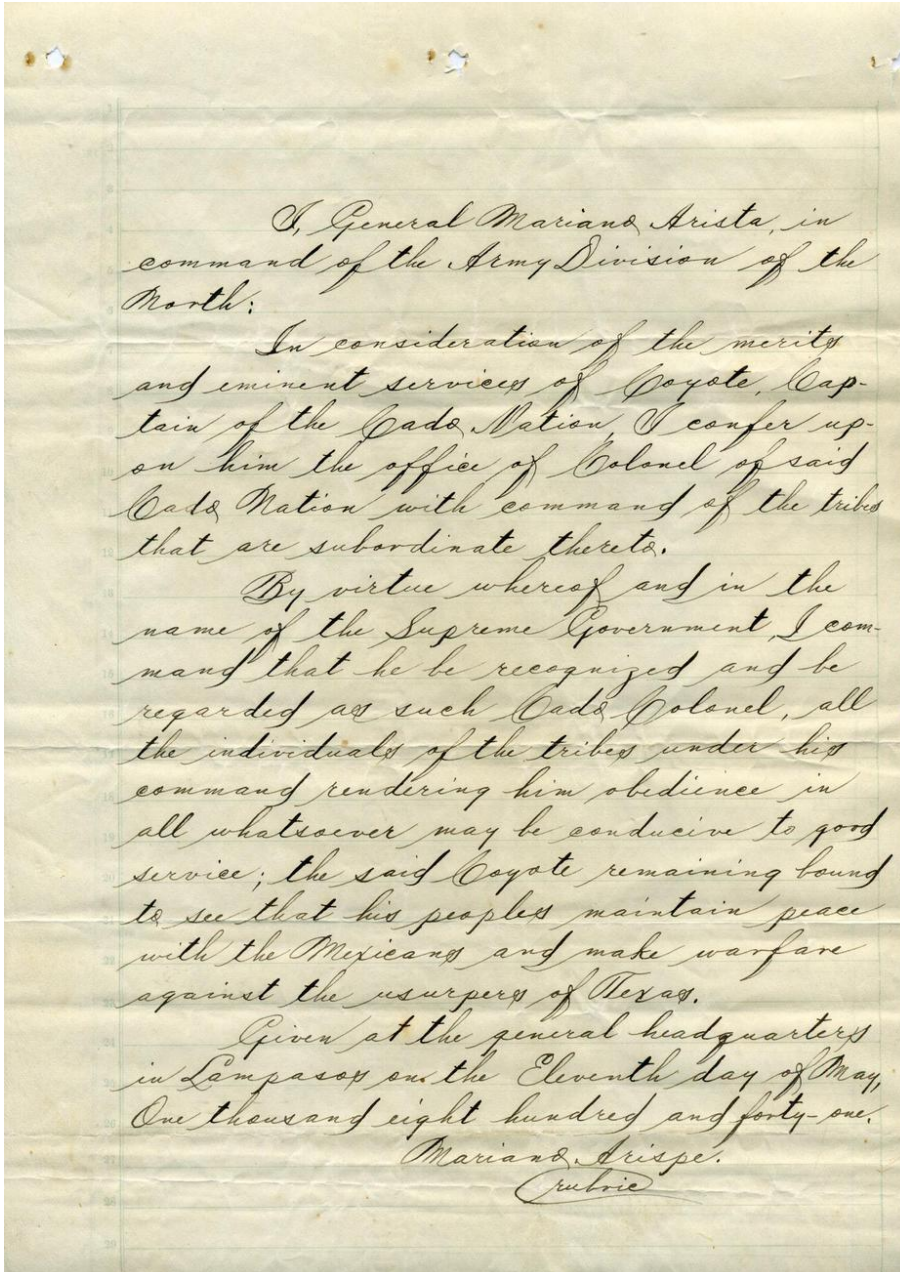 I, General Mariano Arista, in
command of the Army Division of the
North:
In consideration of the merits
and eminent services of Coyote, Cap-
tain of the Cado Nation, I confer up-
on him the office of Colonel of said
Cado Nation with command of the tribes
that are subordinate thereto.
By virtue whereof and in the
name of the Supreme Government, I com-
mand that he be recognized and be
regarded as such Cado Colonel, all
the individuals of the tribes under his
command rendering him obedience in
all whatsoever may be conducive to good
service; the said Coyote remaining bound
to see that his peoples maintain peace
with the Mexicans and make warfare
against the usurpers of Texas.
Given at the general headquarters
in Lampasos on the Eleventh day of May,
One thousand eight hundred and forty-one.
Mariano Arispe.
rubric